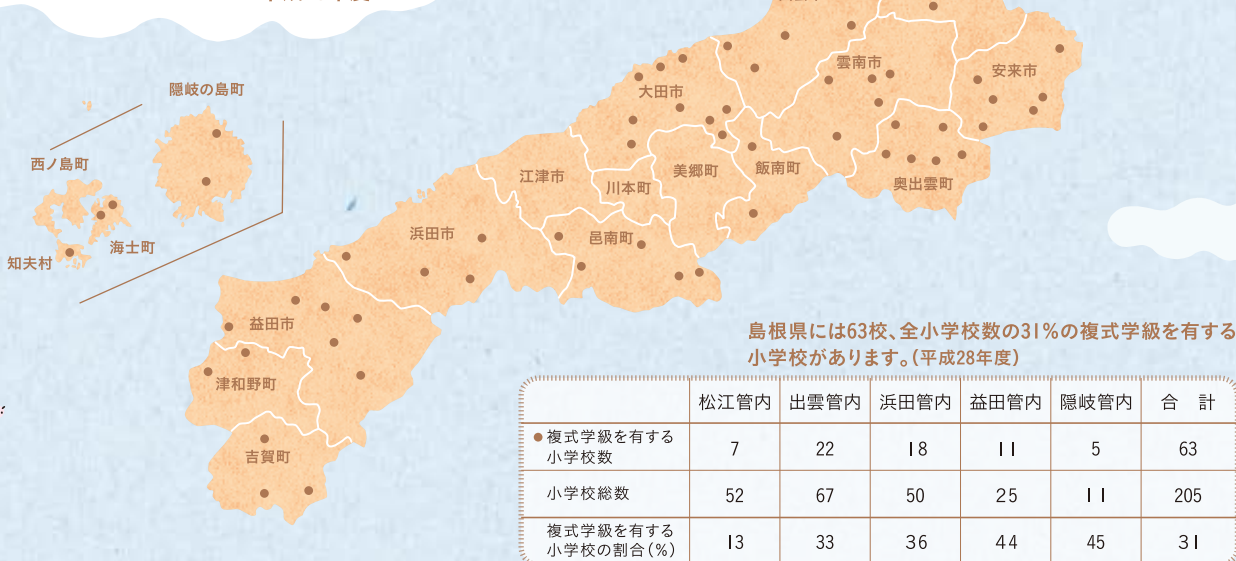 隠岐の島町
西ノ島町
海士町
知夫村
雲南市
安来市
大田市
飯南町
奥出雲町
美郷町
川本町
江津市
邑南町
浜田市
益田市
津和野町
吉賀町
島根県には63校、全小学校数の31%の複式学級を有する
小学校があります。(平成28年度)
松江管内 出雲管内 浜田管内 益田管内 隠岐管内 合 計
●複式学級を有する
小学校数 7 22 18 11 5 63
小学校総数 52 67 50 25 11 205
複式学級を有する
小学校の割合(%) 13 33 36 44 45 31